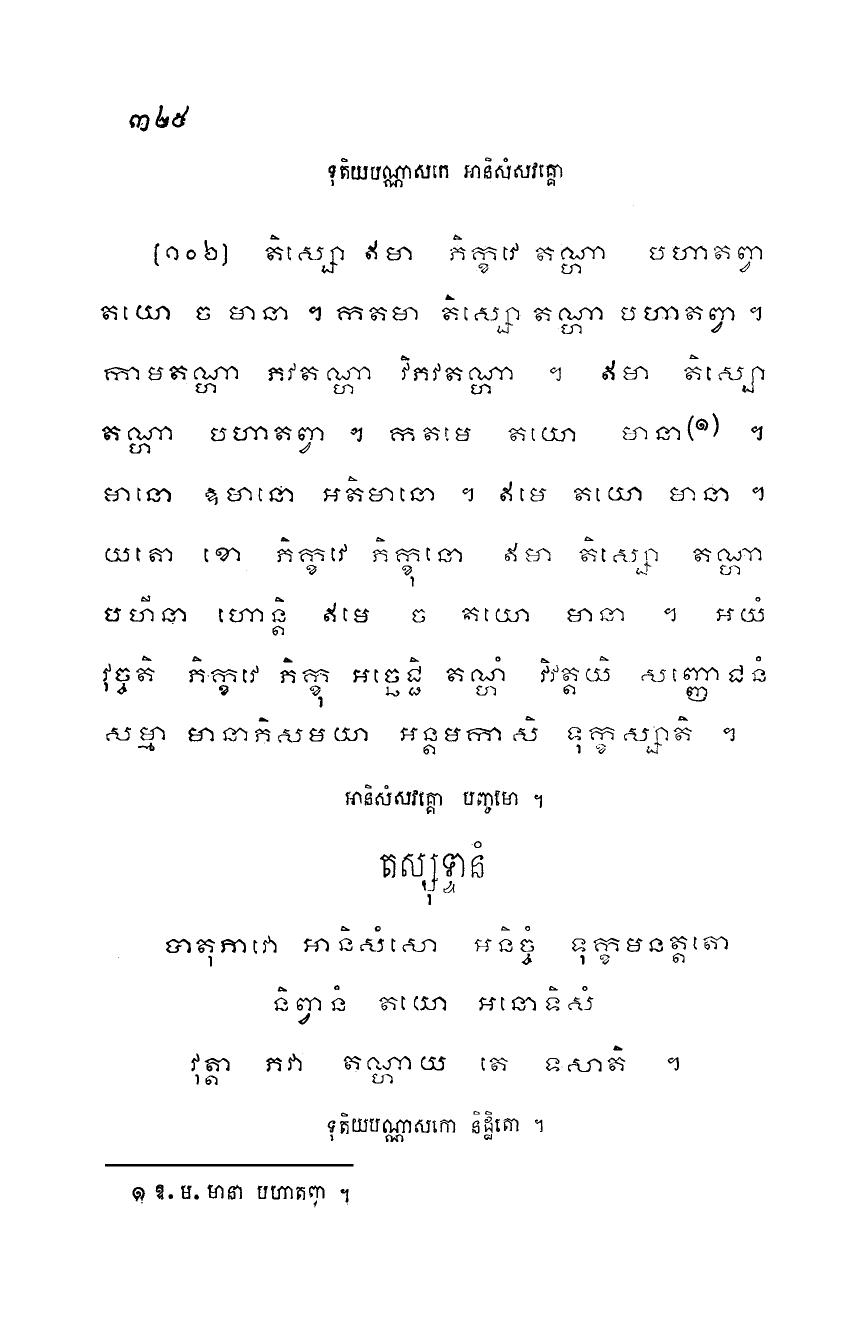 ៣២៥
ទុតិយបណ្ណាសកេ អានិសំសវគ្គោ
[១០៦] តិស្សោ ឥមា ភិក្ខវេ តណ្ហា បហាតព្វា
តយោ ច មានា ។ កតមា តិស្សោ តណ្ហា បហាតព្វា ។
កាមតណ្ហា ភវតណ្ហា វិភវតណ្ហា ។ ឥមា តិស្សោ
តណ្ហា បហាតព្វា ។ កតមេ តយោ មានា(១) ។
មានោ ឱមានោ អតិមានោ ។ ឥមេ តយោ មានា ។
យតោ ខោ ភិក្ខវេ ភិក្ខុនោ ឥមា តិស្សោ តណ្ហា
បហីនា ហោន្តិ ឥមេ ច តយោ មានា ។ អយំ
វុច្ចតិ ភិក្ខវេ ភិក្ខុ អច្ឆេជ្ជិ តណ្ហំ វិវត្តយិ សញ្ញោជនំ
សម្មា មានាភិសមយា អន្តមកាសិ ទុក្ខស្សាតិ ។
អានិសំសវគ្គោ បញ្ចមោ ។
តស្សុទ្ទានំ
បាតុភាវោ អានិសំសោ អនិច្ចំ ទុក្ខមនត្តតោ
និព្វានំ តយោ អនោទិសំ
វុត្តា ភវា តណ្ហាយ តេ ទសាតិ ។
ទុតិយបណ្ណាសកោ និដ្ឋិតោ ។
១ ឱ. ម. មានា បហាតព្វា ។